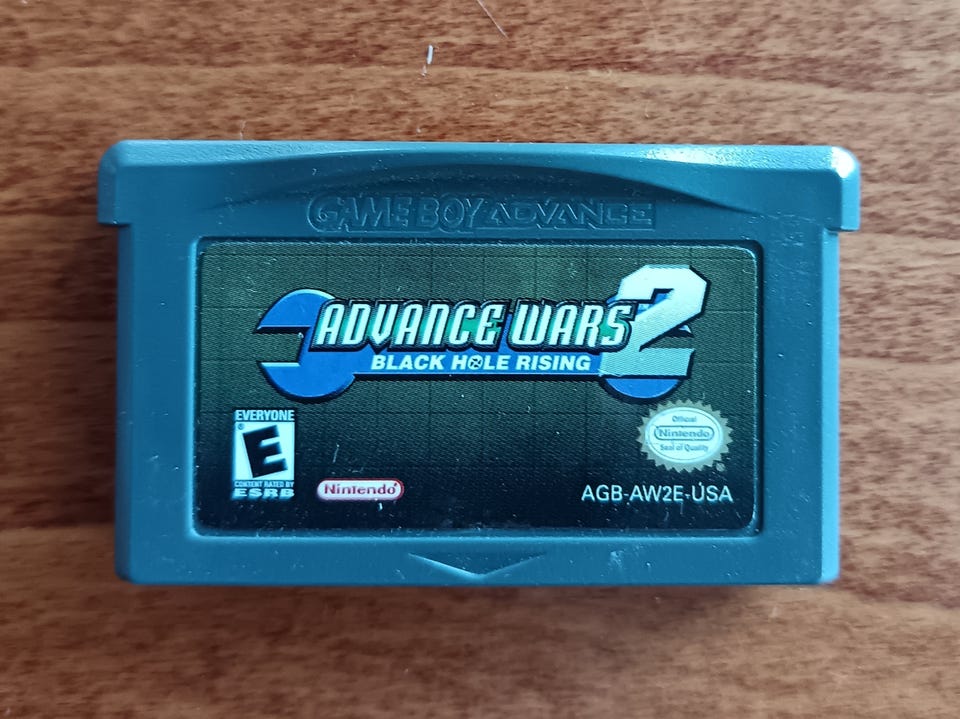 GAME BOY ADVANCE
ADVANCE WARS 2
BLACK HOLE RISING
EVERYONE
E
CONTENT RATED BY
ESRB
Nintendo
Official
Nintendo
Seal of Quality
AGB-AW2E-USA